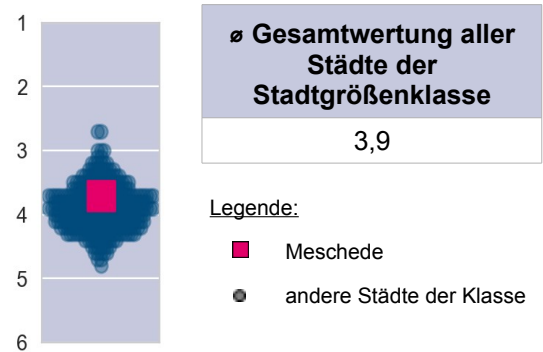 1
2
3
4
5
6
ø Gesamtwertung aller
Städte der
Stadtgrößenklasse
3,9
Legende:
Meschede
andere Städte der Klasse